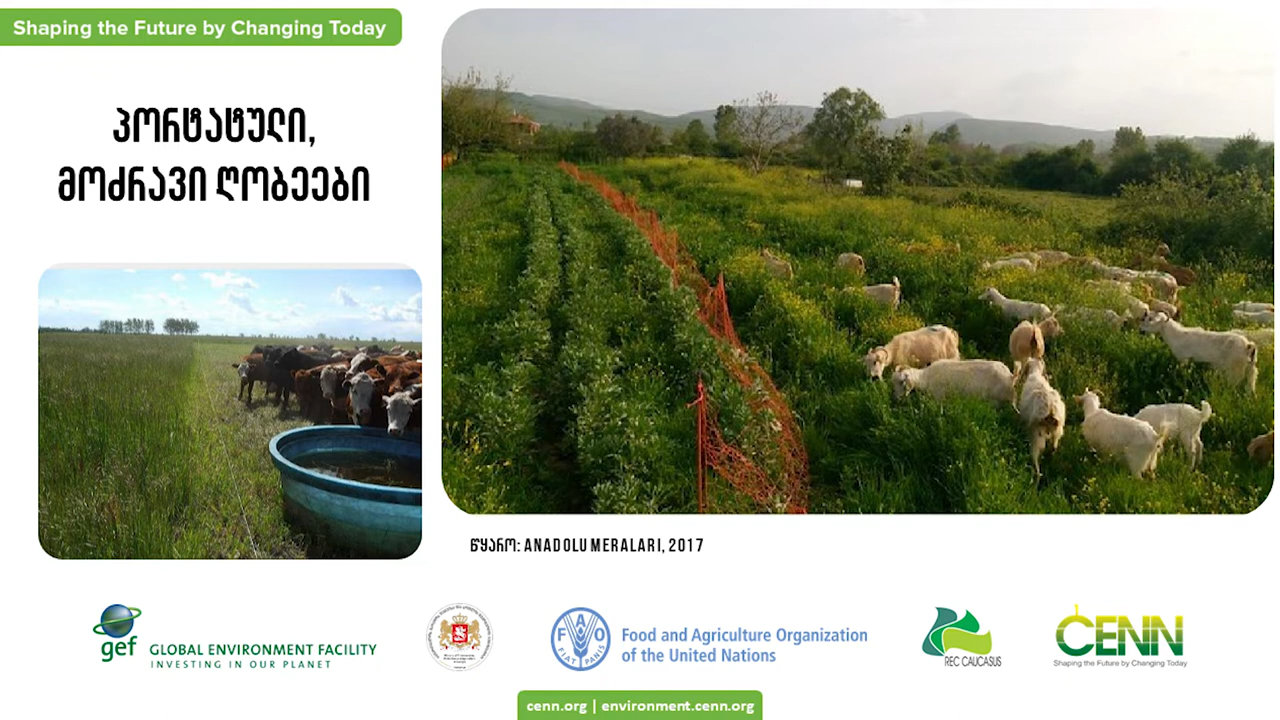 Shaping the Future by Changing Today
პორტატული,
მოძრავი ღობეები
წყარო: ANADOLU MERALARI, 2017
gef GLOBAL ENVIRONMENT FACILITY
INVESTING IN OUR PLANET
FAO
FIAT PANIS
Food and Agriculture Organization
of the United Nations
REC CAUCASUS
CENN
Shaping the Future by Changing Today
cenn.org | environment.cenn.org